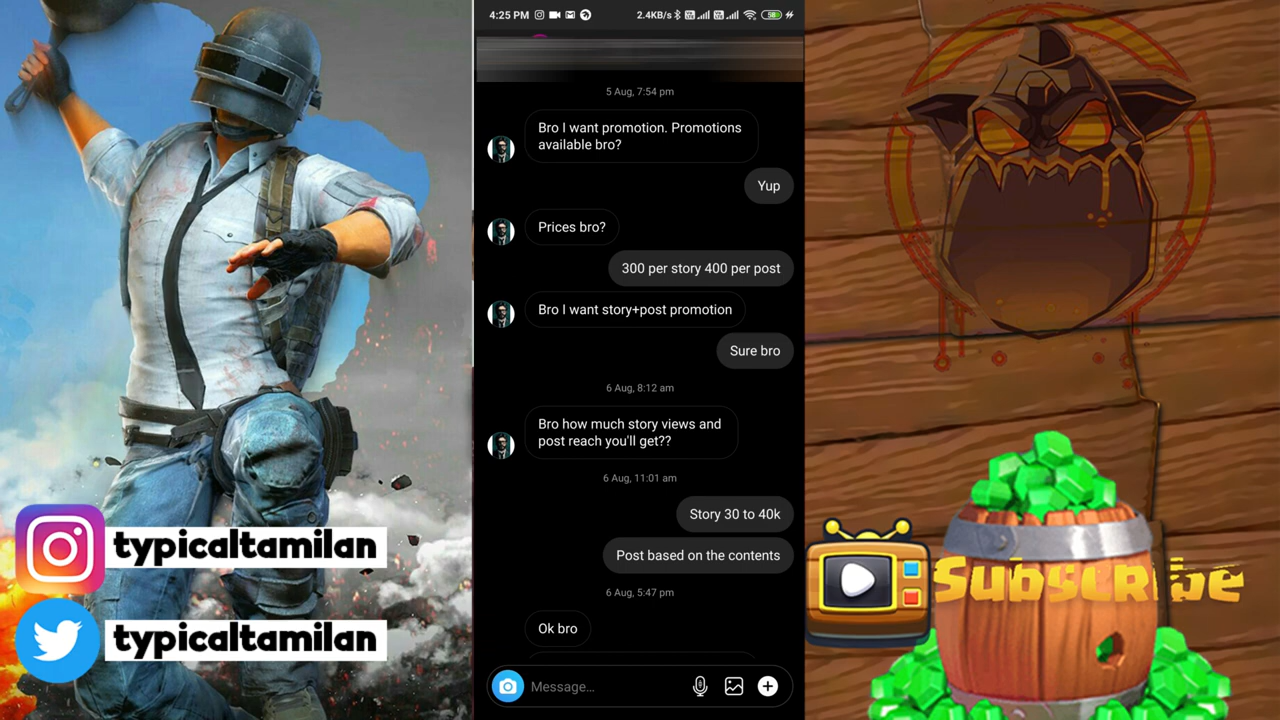 4:25 PM
2.4KB/s
58
5 Aug, 7:54 pm
Bro I want promotion. Promotions
available bro?
Yup
Prices bro?
300 per story 400 per post
Bro I want story+post promotion
Sure bro
6 Aug, 8:12 am
Bro how much story views and
post reach you'll get??
6 Aug, 11:01 am
Story 30 to 40k
Post based on the contents
6 Aug, 5:47 pm
Ok bro
Message...
typicaltamilan
typicaltamilan
Subscribe